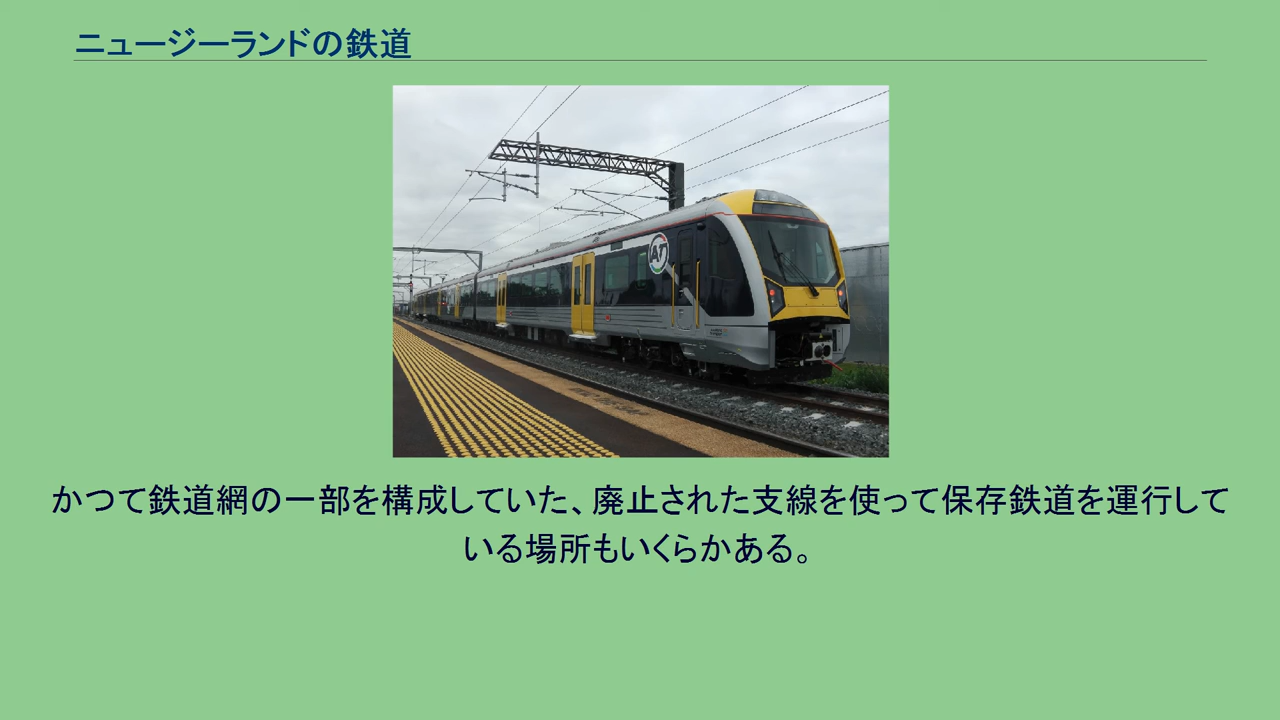 ニュージーランドの鉄道
AT
かつて鉄道網の一部を構成していた、廃止された支線を使って保存鉄道を運行して
いる場所もいくらかある。